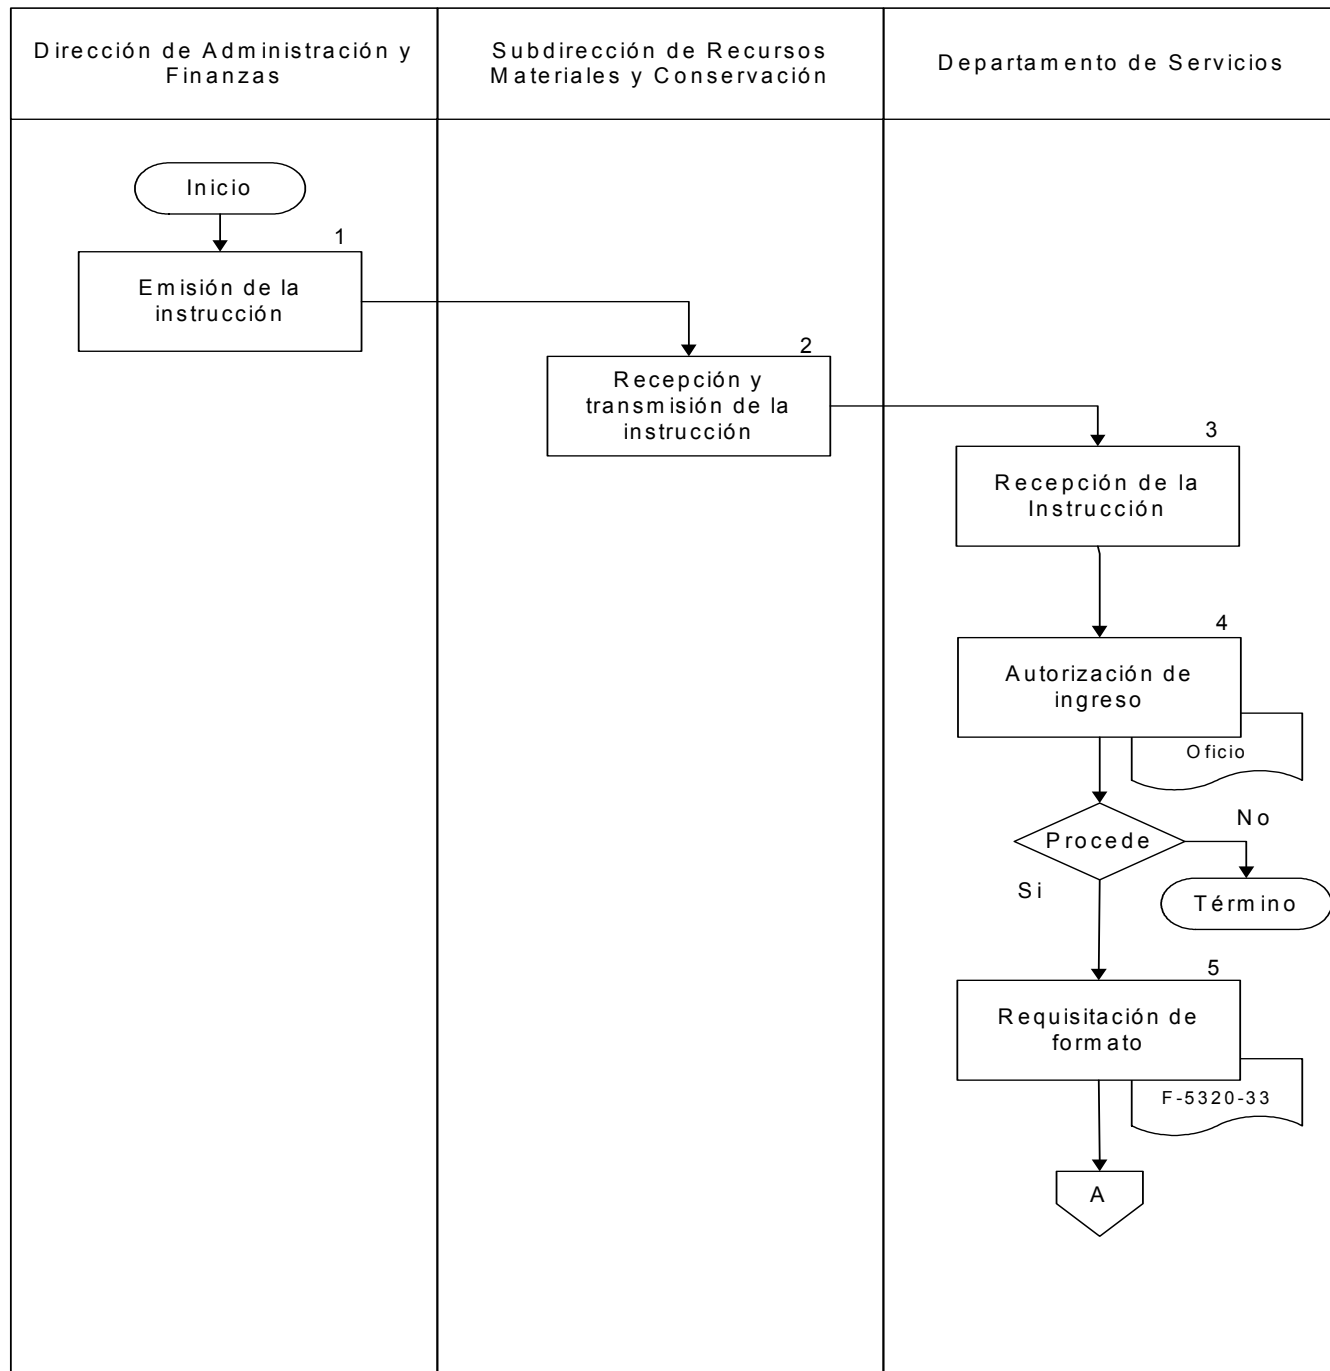 Dirección de Administración y
Finanzas
Subdirección de Recursos
Materiales y Conservación
Departamento de Servicios
Inicio
1
Emisión de la
instrucción
2
Recepción y
transmisión de la
instrucción
3
Recepción de la
Instrucción
4
Autorización de
ingreso
Oficio
Procede
No
Si
Término
5
Requisitación de
formato
F-5320-33
A